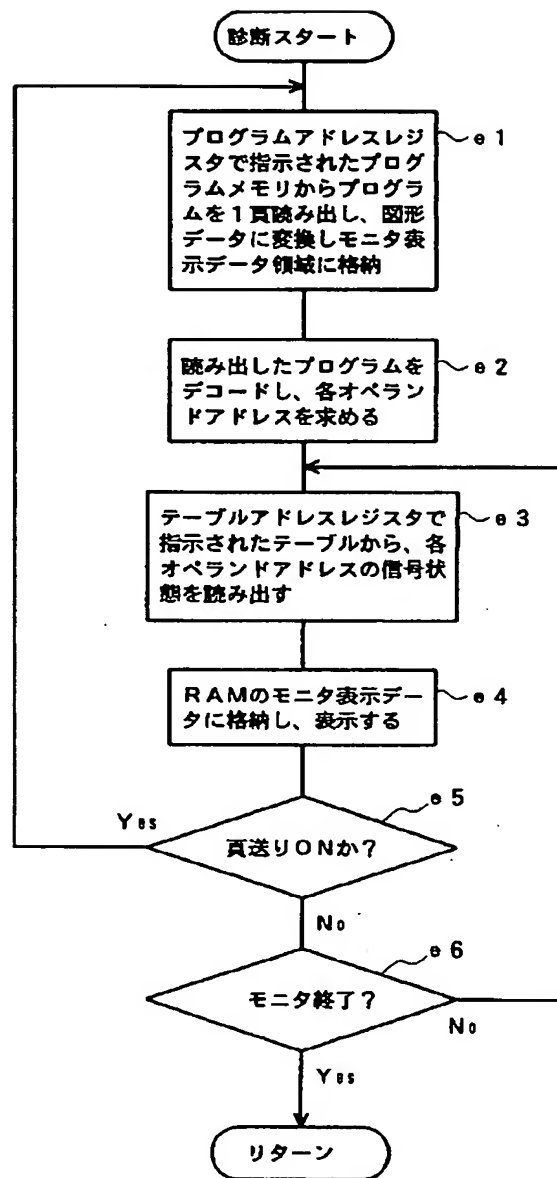 診断スタート
プログラムアドレスレジ
スタで指示されたプログ
ラムメモリからプログラ
ムを1頁読み出し、図形
データに変換しモニタ表
示データ領域に格納
e1
読み出したプログラムを
デコードし、各オペラン
ドアドレスを求める
e2
テーブルアドレスレジスタで
指示されたテーブルから、各
オペランドアドレスの信号状
態を読み出す
e3
RAMのモニタ表示デー
タに格納し、表示する
e4
e5
Yes
頁送りONか?
No
e6
モニタ終了?
No
Yes
リターン